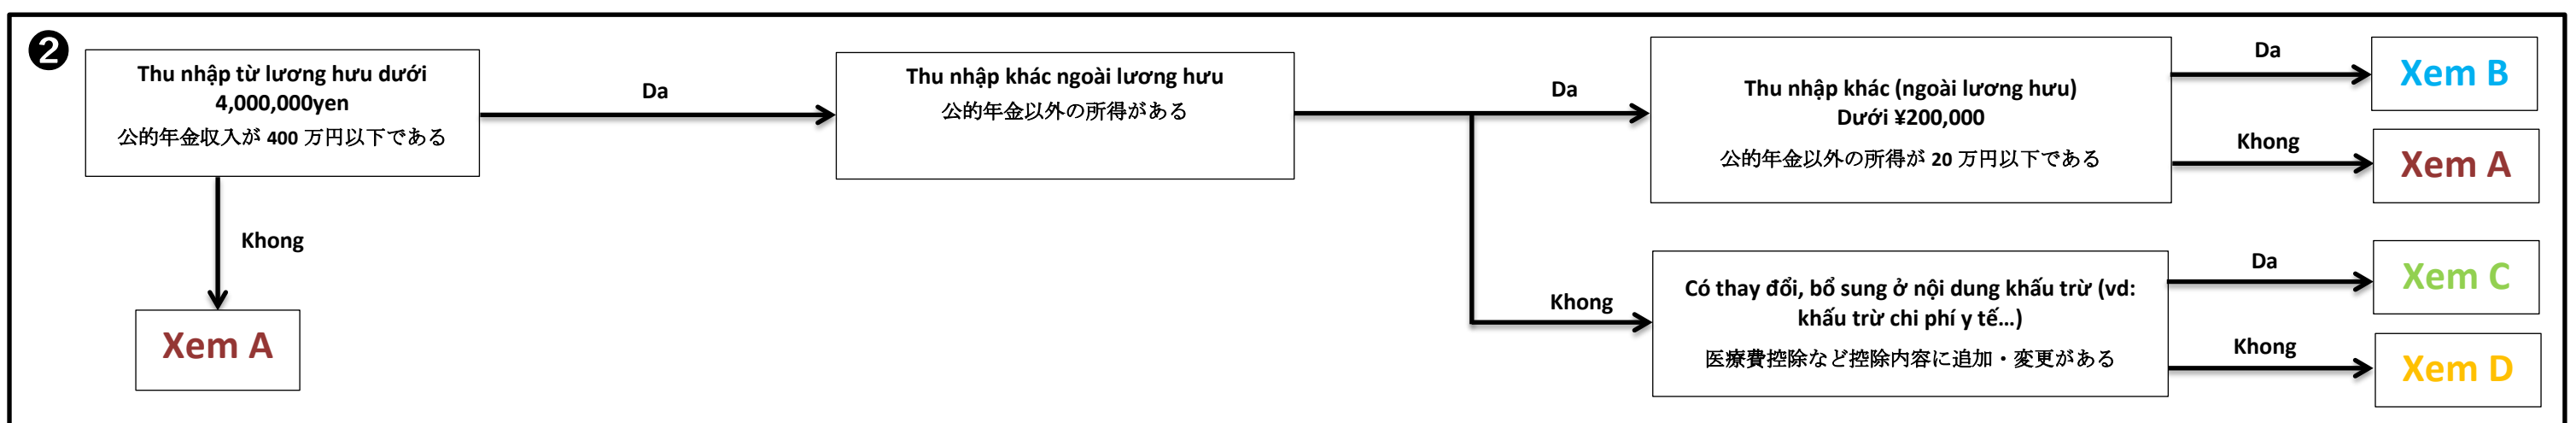 ❷
Thu nhập từ lương hưu dưới
4,000,000yen
公的年金収入が 400 万円以下である
Da
Khong
Xem A
Thu nhập khác ngoài lương hưu
公的年金以外の所得がある
Da
Khong
Thu nhập khác (ngoài lương hưu)
Dưới ¥200,000
公的年金以外の所得が 20 万円以下である
Da
Xem B
Khong
Xem A
Có thay đổi, bổ sung ở nội dung khấu trừ (vd:
khấu trừ chi phí y tế...)
医療費控除など控除内容に追加・変更がある
Da
Xem C
Khong
Xem D